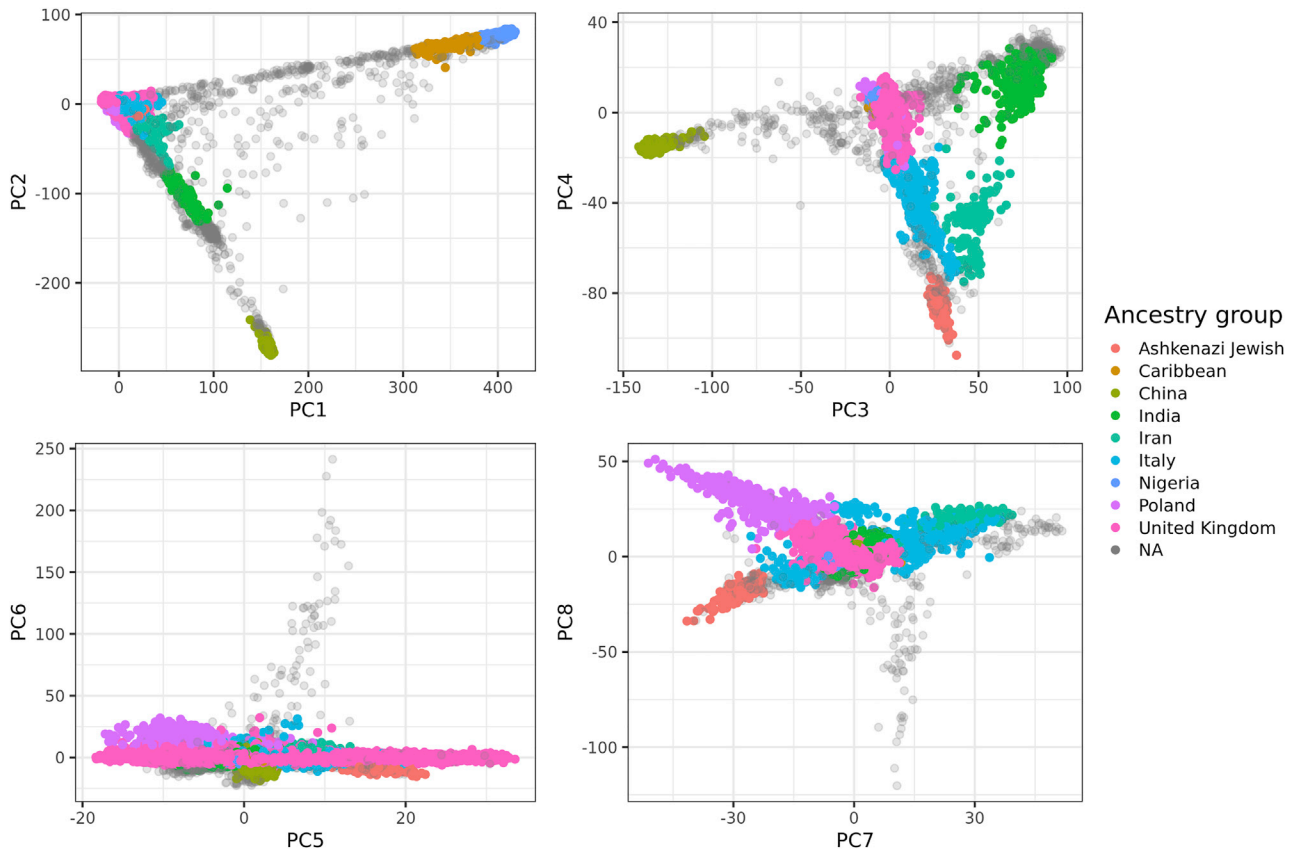 100
0
-100
-200
PC2
0
100
200
300
400
PC1
40
0
-40
-80
PC4
-150
-100
-50
0
50
100
PC3
250
200
150
100
50
0
PC6
-20
0
20
PC5
50
0
-50
-100
PC8
-30
0
30
PC7
Ancestry group
Ashkenazi Jewish
Caribbean
China
India
Iran
Italy
Nigeria
Poland
United Kingdom
NA